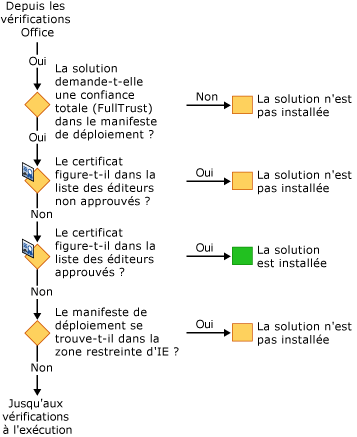 Depuis les
vérifications
Office
Oui
La solution
demande-t-elle
une confiance
totale (FullTrust)
dans le manifeste
de déploiement ?
Non
La solution n'est
pas installée
Oui
Le certificat
figure-t-il dans la
liste des éditeurs
non approuvés ?
Oui
La solution n'est
pas installée
Non
Le certificat
figure-t-il dans la
liste des éditeurs
approuvés ?
Oui
La solution
est installée
Non
Le manifeste de
déploiement se
trouve-t-il dans la
zone restreinte d'IE ?
Oui
La solution n'est
pas installée
Non
Jusqu'aux
vérifications
à l'exécution